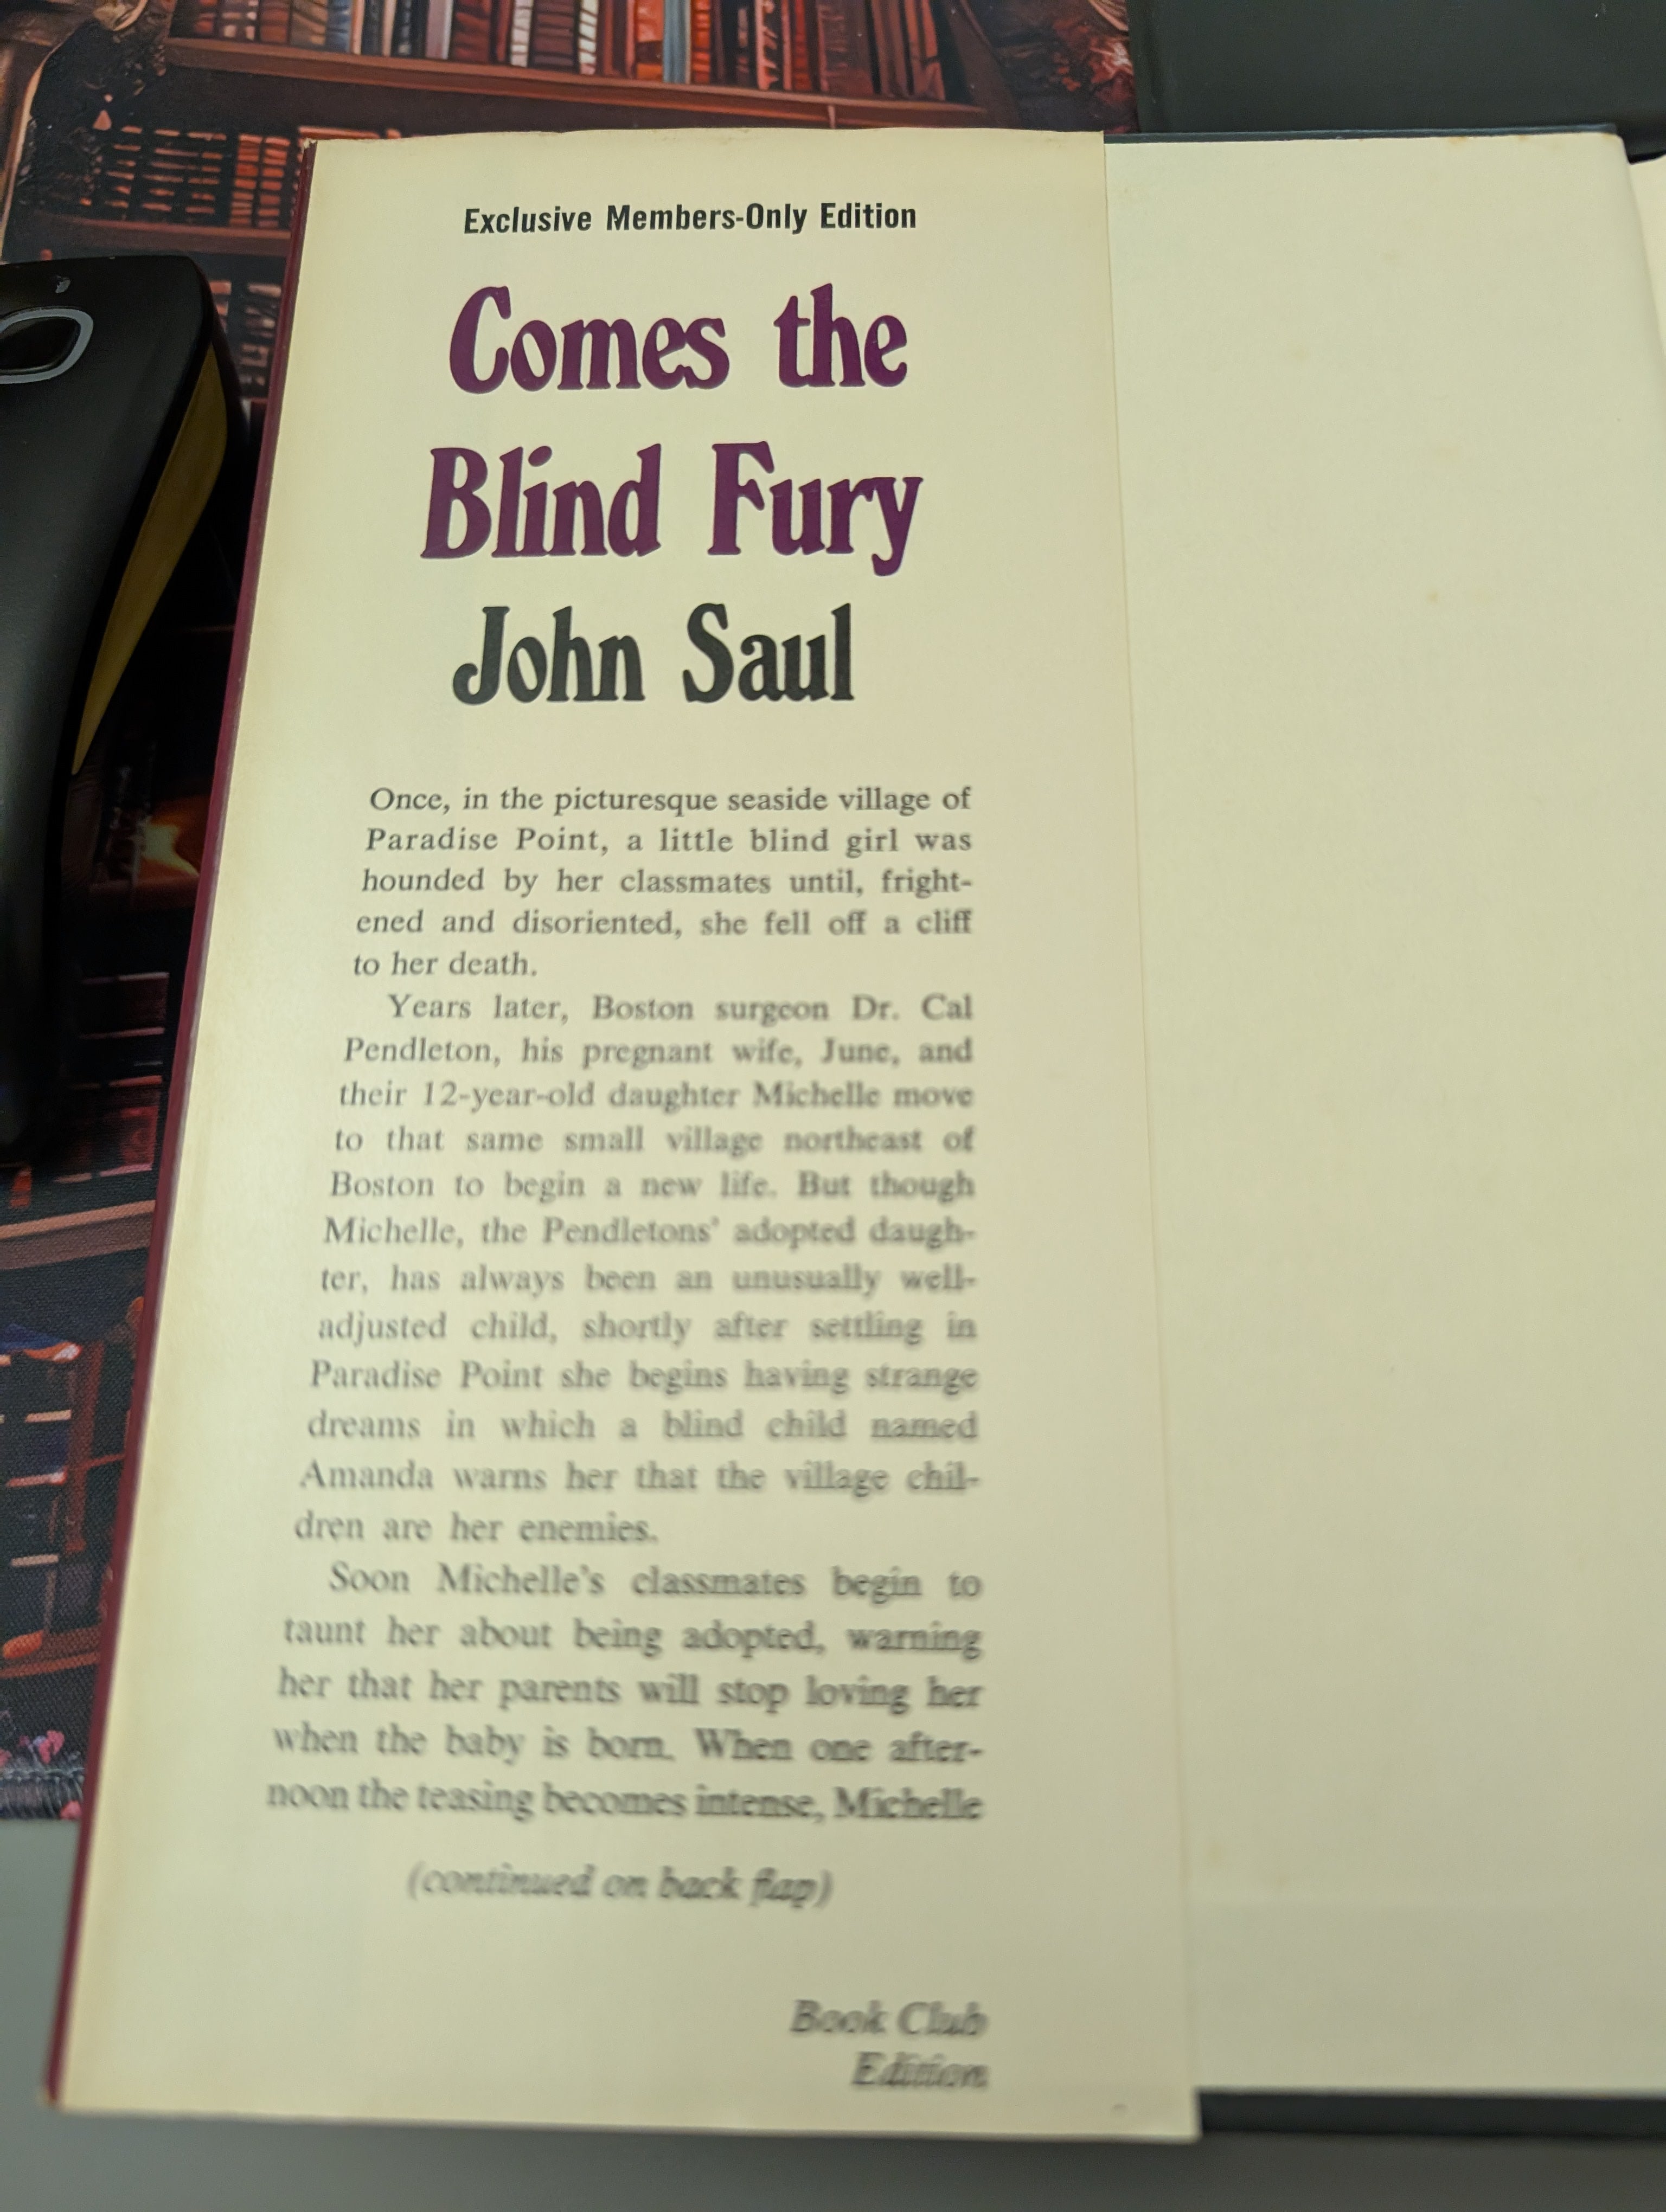 Exclusive Members-Only Edition
Comes the
Blind Fury
John Saul
Once, in the picturesque seaside village of
Paradise Point, a little blind girl was
hounded by her classmates until, fright-
ened and disoriented, she fell off a cliff
to her death.
Years later, Boston surgeon Dr. Cal
Pendleton, his pregnant wife, June, and
their 12-year-old daughter Michelle move
to that same small village northeast of
Boston to begin a new life. But though
Michelle, the Pendletons' adopted daugh-
ter, has always been an unusually well-
adjusted child, shortly after settling in
Paradise Point she begins having strange
dreams in which a blind child named
Amanda warns her that the village chil-
dren are her enemies.
Soon Michelle's classmates begin to
taunt her about being adopted, warning
her that her parents will stop loving her
when the baby is born. When one after-
noon the teasing becomes intense, Michelle
(continued on back flap)
Book Club
Edition